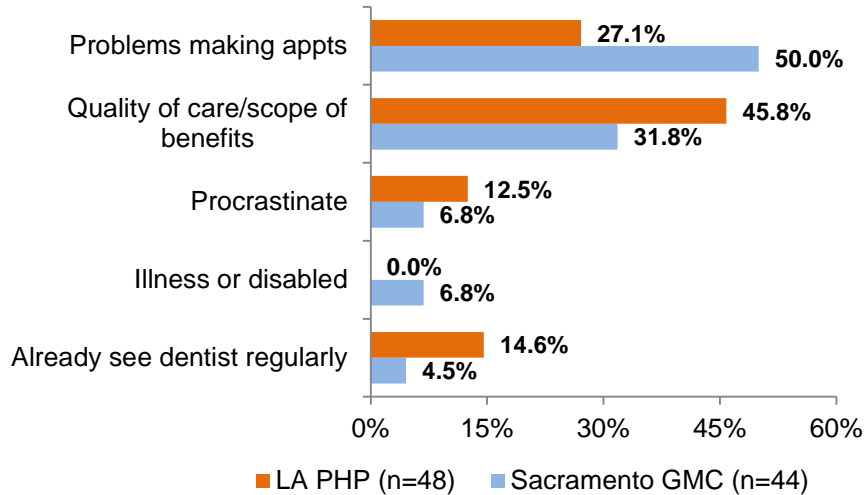 Problems making appts
27.1%
50.0%
Quality of care/scope of
benefits
45.8%
31.8%
Procrastinate
12.5%
6.8%
Illness or disabled
0.0%
6.8%
Already see dentist regularly
14.6%
4.5%
0% 15% 30% 45% 60%
LA PHP (n=48) Sacramento GMC (n=44)